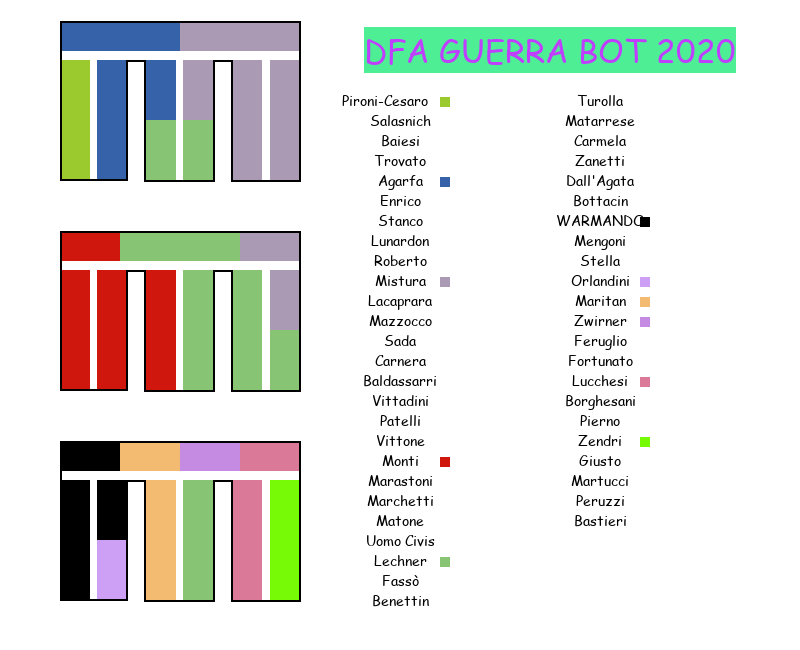 DFA GUERRA BOT 2020
Pironi-Cesaro
Salasnich
Baiesi
Trovato
Agarfa
Enrico
Stanco
Lunardon
Roberto
Mistura
Lacaprara
Mazzocco
Sada
Carnera
Baldassarri
Vittadini
Patelli
Vittone
Monti
Marastoni
Marchetti
Matone
Uomo Civis
Lechner
Fassò
Benettin
Turolla
Matarrese
Carmela
Zanetti
Dall'Agata
Bottacin
WARMANDO
Mengoni
Stella
Orlandini
Maritan
Zwirner
Feruglio
Fortunato
Lucchesi
Borghesani
Pierno
Zendri
Giusto
Martucci
Peruzzi
Bastieri